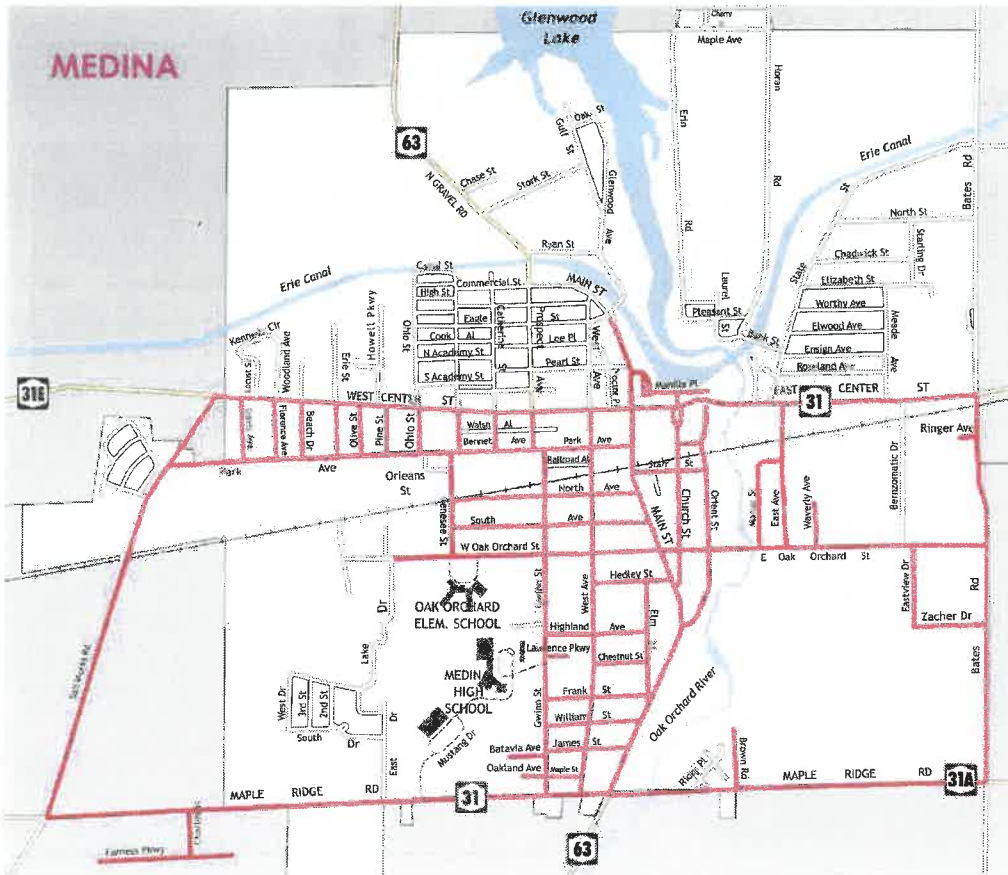 MEDINA
Glenwood
Lake
Cherry
Maple Ave
Horan
Rd
Erin
Rd
63
N GRAVEL RD
Chase St
Stork St
Gulf St
Oak St
Glenwood
Ave
Ryan St
Erie Canal
Bates
Rd
North St
Starling Dr
Chadwick St
Elizabeth St
Worthy Ave
Elwood Ave
Ensign Ave
Roseland Ave
Meade
Ave
State
St
Bank St
Laurel
St
Pleasant St
Erie Canal
MAIN ST
Canal St
Commercial St
High St
Eagle
St
Cook
Al
Lee Pl
N Academy St
S Academy St
Pearl St
Catherine
St
Prospect
Ave
West
Ave
Manilla Pl
Kenwood Cir
Locust St
Woodland Ave
Erie St
Howell Pkwy
Ohio St
31E
WEST
CENTER
ST
EAST
CENTER
ST
31
Florence Ave
Beach Dr
Olive St
Pine St
Ohio St
Walsh
Al
Bennet
Ave
Park
Ave
Park
Ave
Orleans
St
Railroad Al
Starr
St
North
Ave
South
Ave
Genesee St
W Oak Orchard St
MAIN ST
Church St
Orient St
East Ave
Waverly Ave
Bernzomatic Dr
Ringer Ave
E
Oak
Orchard
St
Eastview Dr
Zacher Dr
Rd
Bates
OAK ORCHARD
ELEM. SCHOOL
MEDINA
HIGH
SCHOOL
Hedley St
West Ave
Highland
Ave
Elm
St
Lawrence Pkwy
Chestnut St
Frank
St
William
St
James
St
Gwinn St
Batavia Ave
Oakland Ave
Maple St
Mustang Dr
Dr
Lake
West Dr
3rd St
2nd St
South
Dr
East
Dr
Oak Orchard River
Brown Rd
MAPLE
RIDGE
RD
31
MAPLE
RIDGE
RD
31A
63